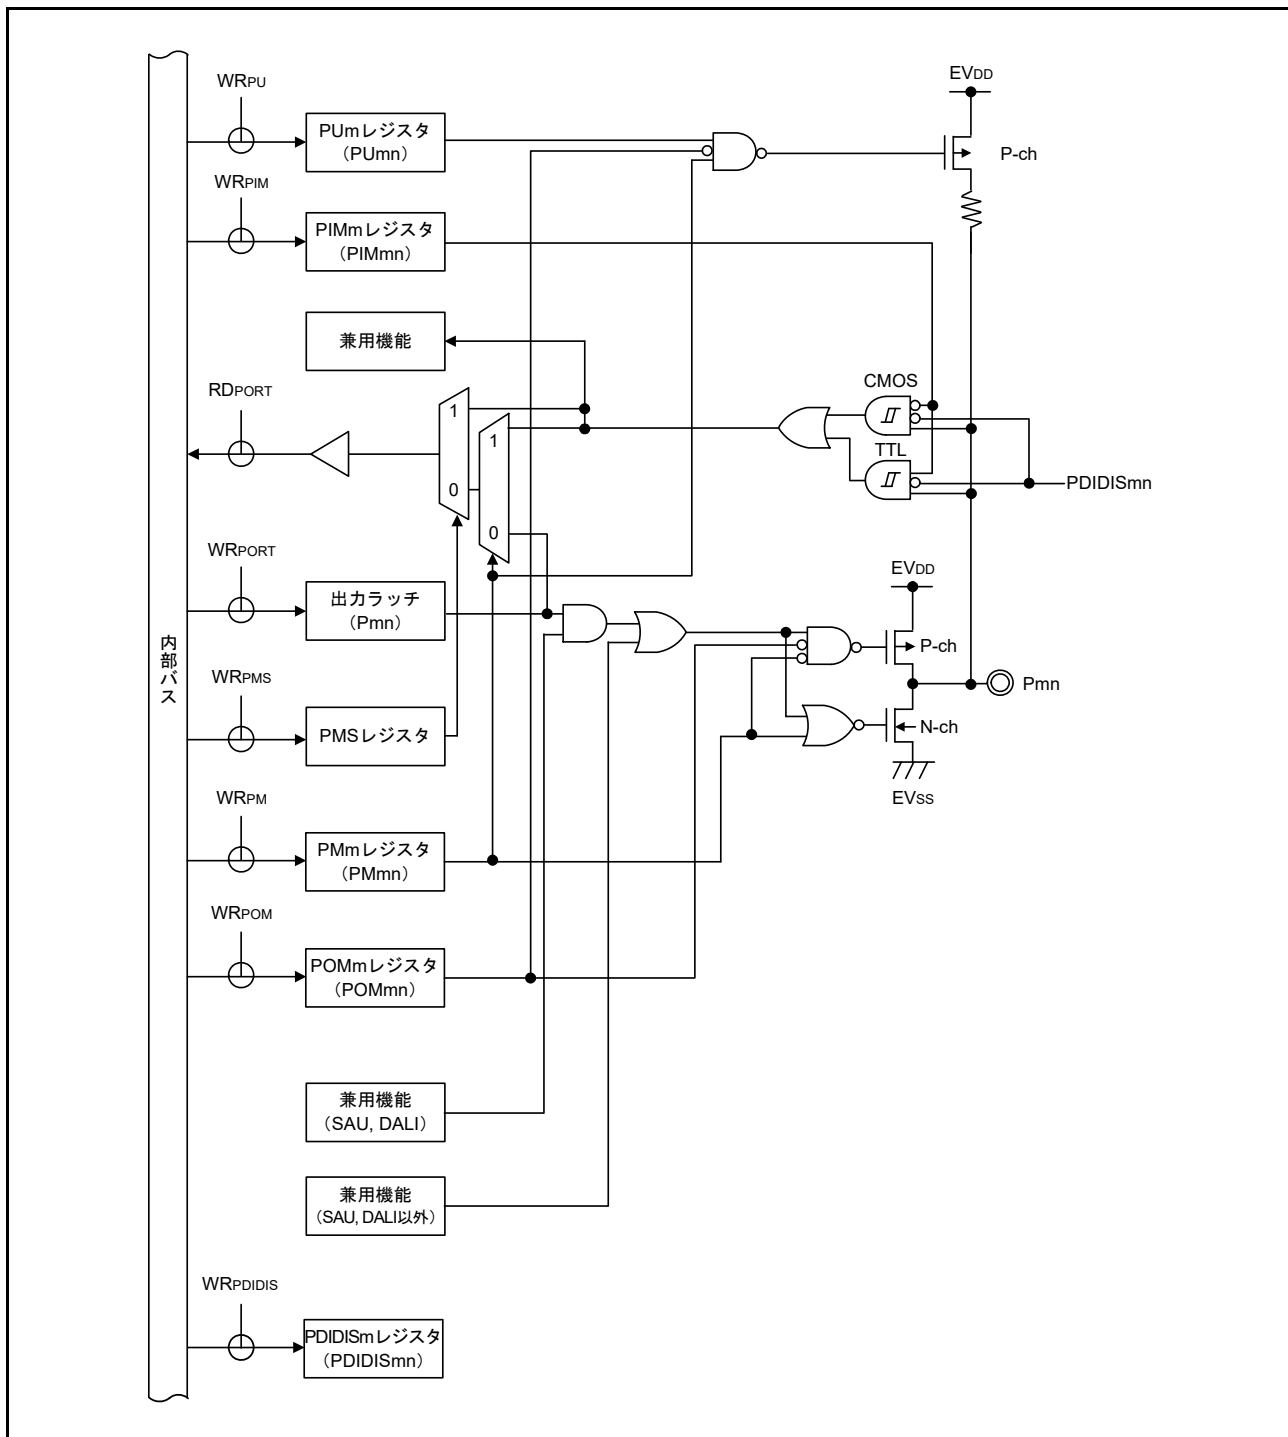 WRPU
EVDD
PUmレジスタ
（PUmn）
P-ch
WRPIM
PIMmレジスタ
（PIMmn）
兼用機能
RDPORT
1
0
1
0
CMOS
TTL
PDIDISmn
WRPORT
出力ラッチ
（Pmn）
EVDD
P-ch
Pmn
N-ch
EVSS
内部バス
WRPMS
PMSレジスタ
WRPM
PMmレジスタ
（PMmn）
WRPOM
POMmレジスタ
（POMmn）
兼用機能
（SAU, DALI）
兼用機能
（SAU, DALI以外）
WRPDIDIS
PDIDISmレジスタ
（PDIDISmn）